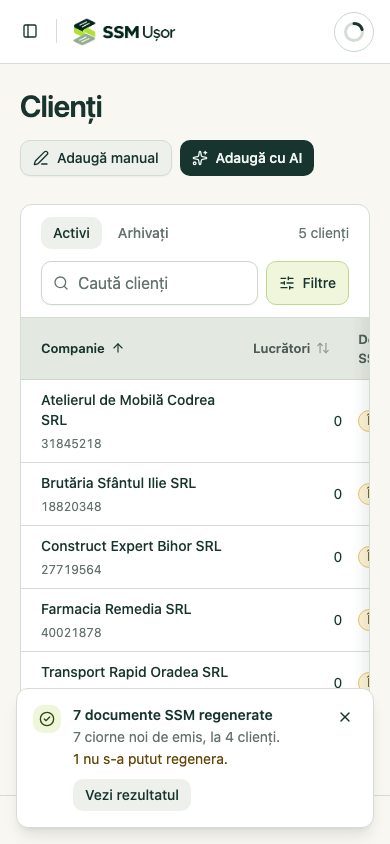 SSM Ușor
Clienți
Adaugă manual
Adaugă cu AI
Activi
Arhivați
5 clienți
Caută clienți
Filtre
Companie
Lucrători
Atelierul de Mobilă Codrea
SRL
31845218
0
Brutăria Sfântul Ilie SRL
18820348
0
Construct Expert Bihor SRL
27719564
0
Farmacia Remedia SRL
40021878
0
Transport Rapid Oradea SRL
0
7 documente SSM regenerate
7 ciorne noi de emis, la 4 clienți.
1 nu s-a putut regenera.
Vezi rezultatul